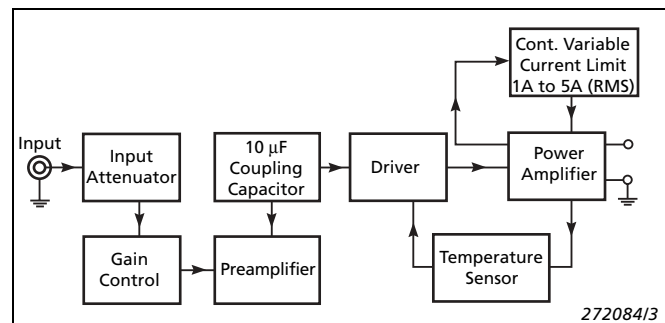 Cont. Variable
Current Limit
1A to 5A (RMS)
Input
Input
Attenuator
10 µF
Coupling
Capacitor
Driver
Power
Amplifier
Gain
Control
Preamplifier
Temperature
Sensor
272084/3